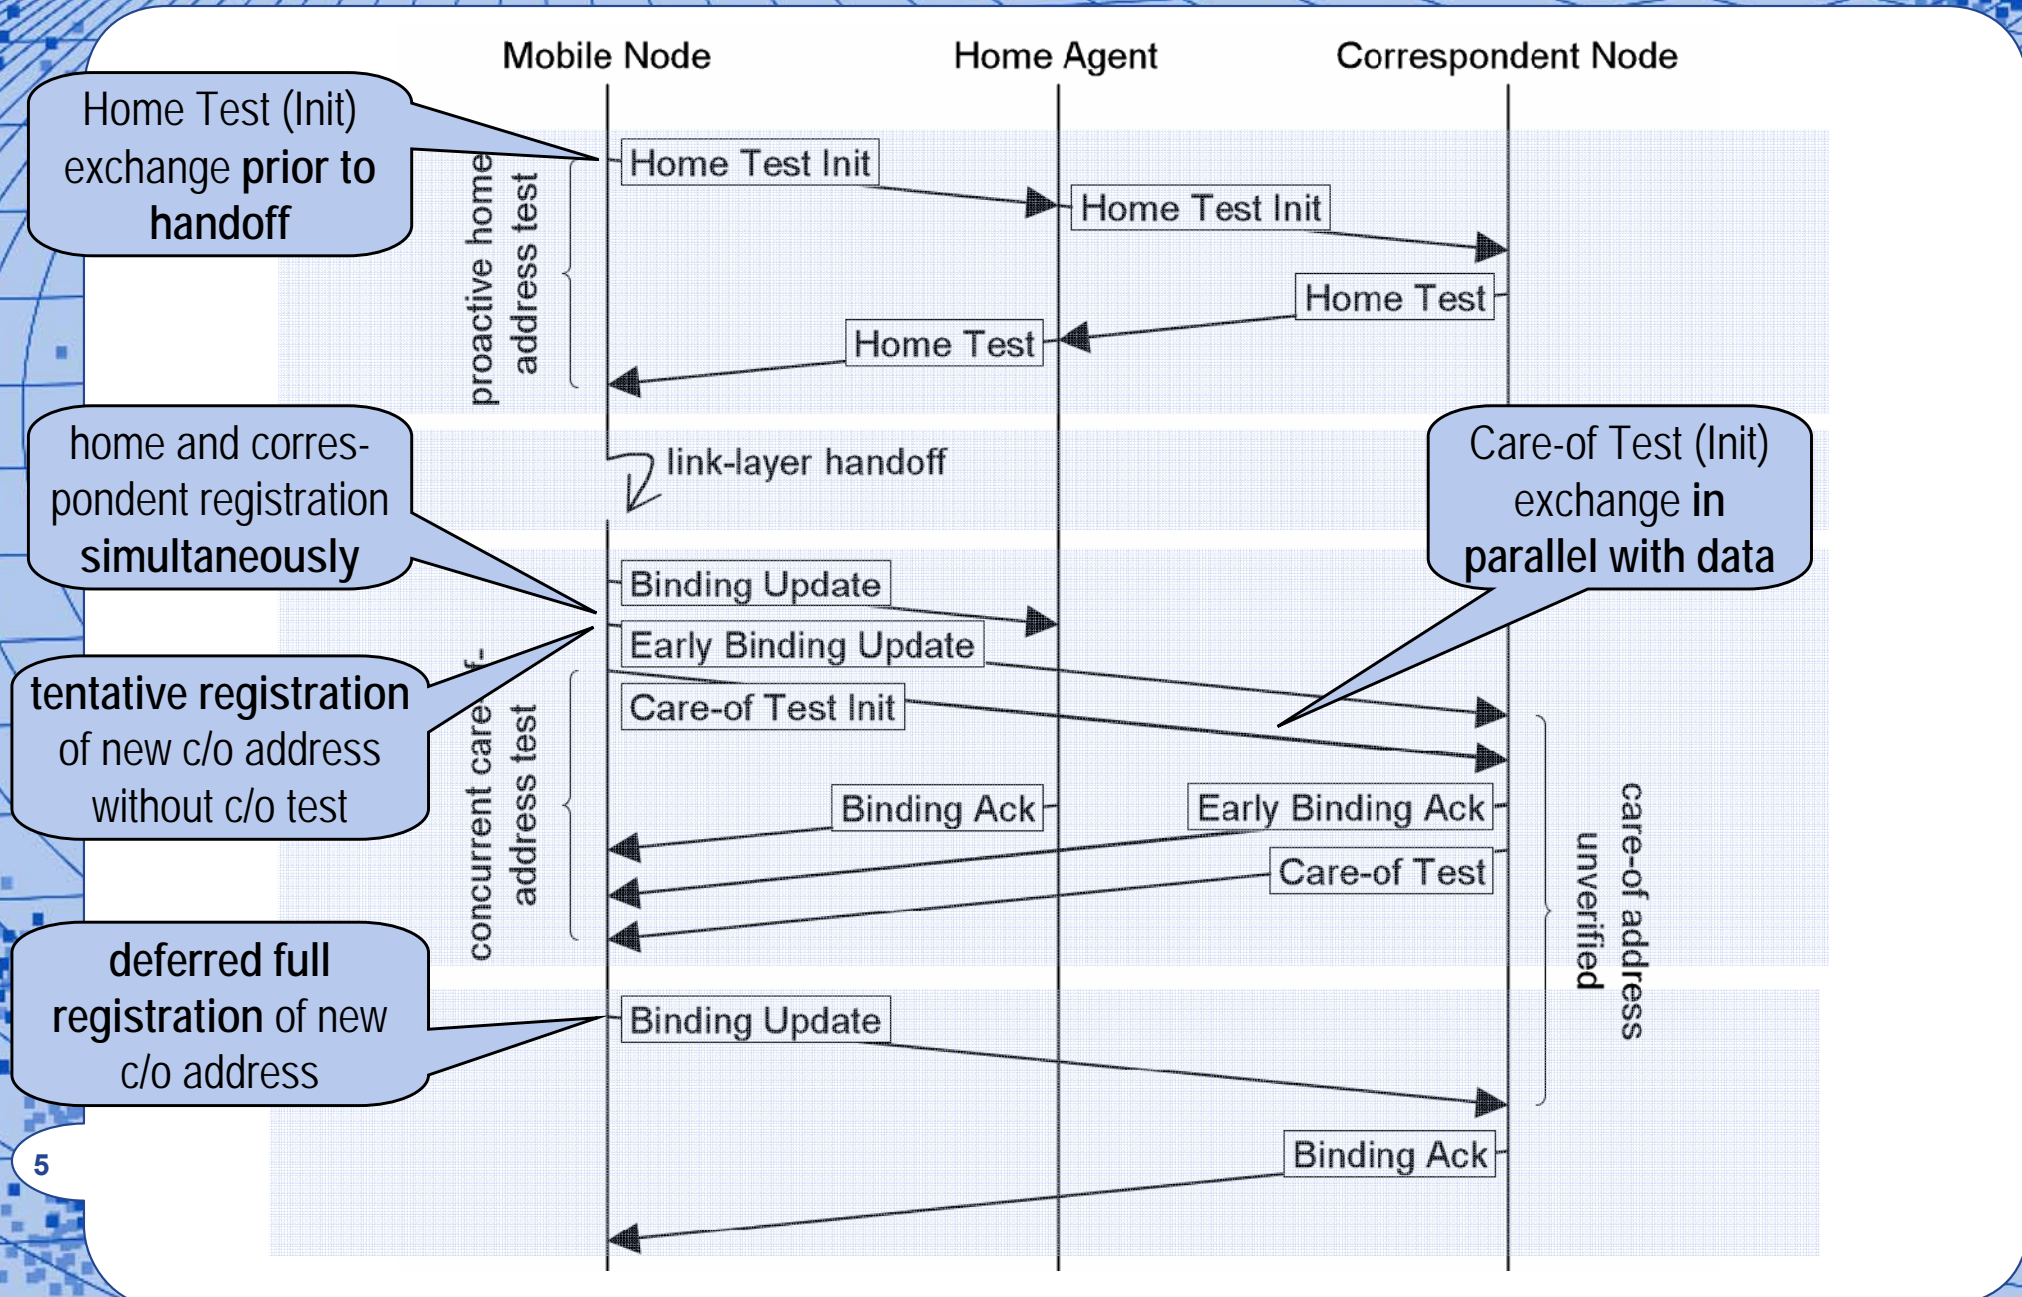 Mobile Node
Home Agent
Correspondent Node
Home Test (Init)
exchange prior to
handoff
proactive home
address test
Home Test Init
Home Test Init
Home Test
Home Test
home and corres-
pondent registration
simultaneously
link-layer handoff
Care-of Test (Init)
exchange in
parallel with data
Binding Update
Early Binding Update
Care-of Test Init
tentative registration
of new c/o address
without c/o test
concurrent care-of-
address test
Binding Ack
Early Binding Ack
Care-of Test
care-of address
unverified
deferred full
registration of new
c/o address
Binding Update
Binding Ack
5